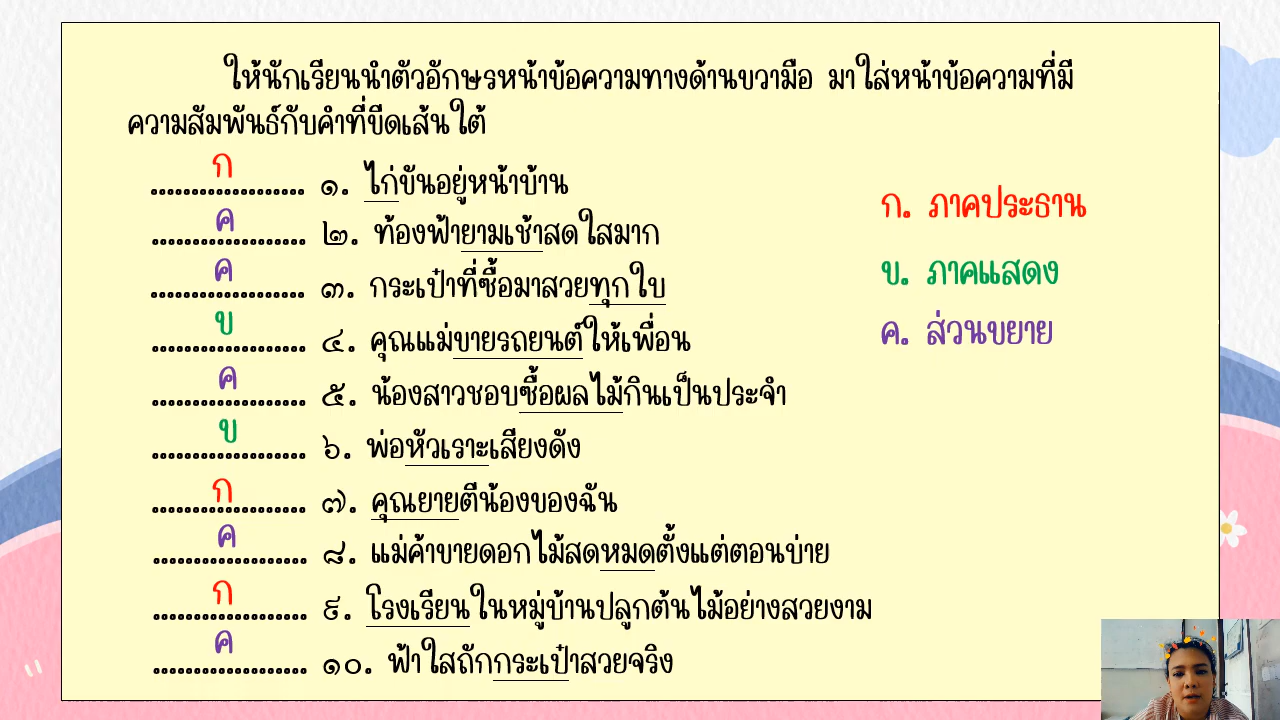 ให้นักเรียนนำตัวอักษรหน้าข้อความทางด้านขวามือ มาใส่หน้าข้อความที่มี
ความสัมพันธ์กับคำที่ขีดเส้นใต้
ก
................... ๑. ไก่ขันอยู่หน้าบ้าน
ค
................... ๒. ท้องฟ้ายามเช้าสดใสมาก
ค
................... ๓. กระเป๋าที่ซื้อมาสวยทุกใบ
ข
................... ๔. คุณแม่ขายรถยนต์ให้เพื่อน
ค
................... ๕. น้องสาวชอบซื้อผลไม้กินเป็นประจำ
ข
................... ๖. พ่อหัวเราะเสียงดัง
ก
................... ๗. คุณยายตีน้องของฉัน
ค
................... ๘. แม่ค้าขายดอกไม้สดหมดตั้งแต่ตอนบ่าย
ก
................... ๙. โรงเรียนในหมู่บ้านปลูกต้นไม้อย่างสวยงาม
ค
................... ๑๐. ฟ้าใสถักกระเป๋าสวยจริง
ก. ภาคประธาน
ข. ภาคแสดง
ค. ส่วนขยาย